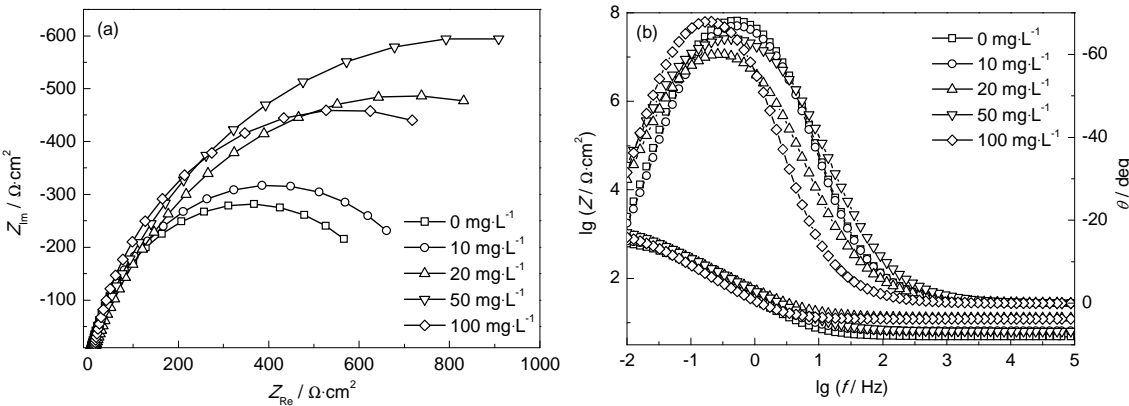 (a)
-600
-500
-400
-300
-200
-100
0 mg·L-1
10 mg·L-1
20 mg·L-1
50 mg·L-1
100 mg·L-1
0 200 400 600 800 1000
ZRe / Ω·cm2
ZIm / Ω·cm2
(b)
8
6
4
2
0 mg·L-1
10 mg·L-1
20 mg·L-1
50 mg·L-1
100 mg·L-1
-60
-40
-20
0
-2 -1 0 1 2 3 4 5
lg (f / Hz)
lg (Z / Ω·cm2)
θ / deg